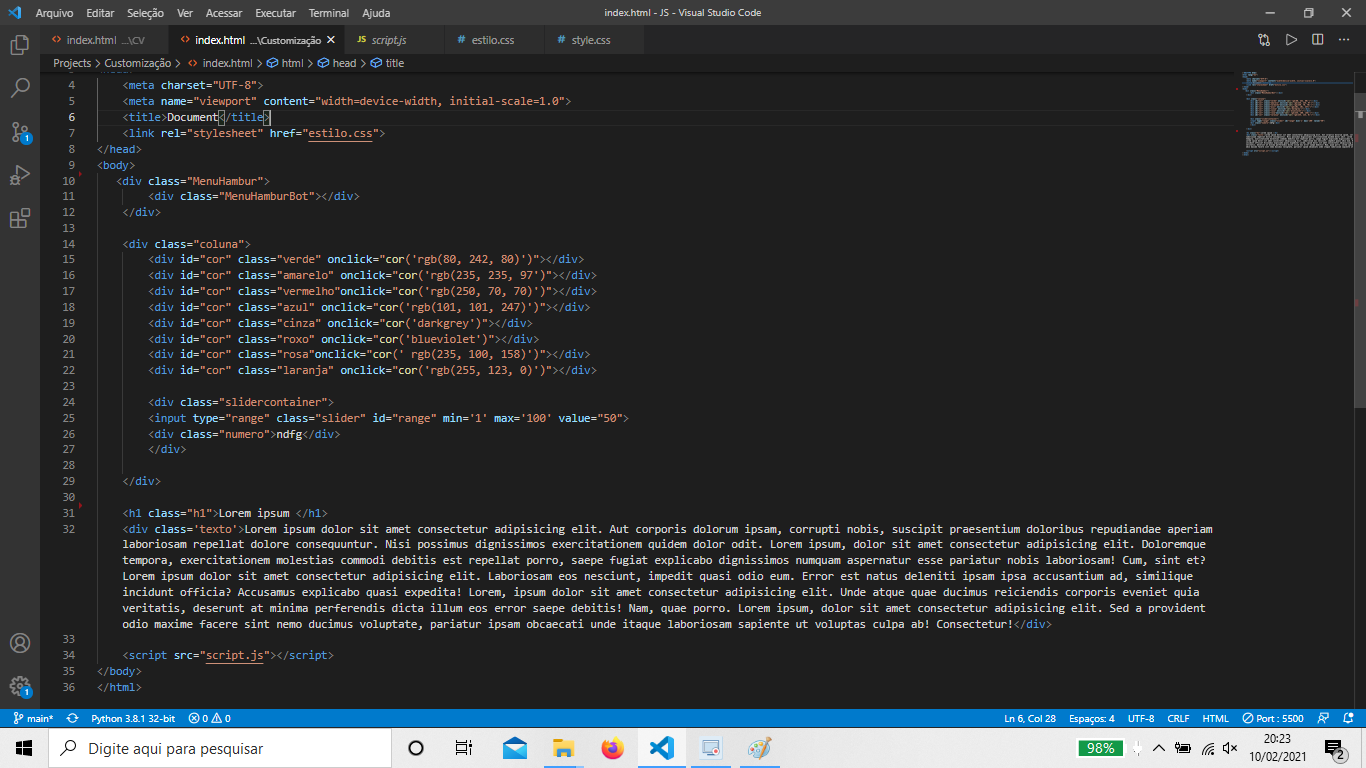 Arquivo Editar Seleção Ver Acessar Executar Terminal Ajuda
index.html - JS - Visual Studio Code
index.html ...\CV
index.html ...\Customização
script.js
estilo.css
style.css
Projects > Customização > index.html > html > head > title
4 <meta charset="UTF-8">
5 <meta name="viewport" content="width=device-width, initial-scale=1.0">
6 <title>Document</title>
7 <link rel="stylesheet" href="estilo.css">
8 </head>
9 <body>
10 <div class="MenuHambur">
11 <div class="MenuHamburBot"></div>
12 </div>
13
14 <div class="coluna">
15 <div id="cor" class="verde" onclick="cor('rgb(80, 242, 80)')"></div>
16 <div id="cor" class="amarelo" onclick="cor('rgb(235, 235, 97')"></div>
17 <div id="cor" class="vermelho"onclick="cor('rgb(250, 70, 70)')"></div>
18 <div id="cor" class="azul" onclick="cor('rgb(101, 101, 247)')"></div>
19 <div id="cor" class="cinza" onclick="cor('darkgrey')"></div>
20 <div id="cor" class="roxo" onclick="cor('blueviolet')"></div>
21 <div id="cor" class="rosa"onclick="cor(' rgb(235, 100, 158)')"></div>
22 <div id="cor" class="laranja" onclick="cor('rgb(255, 123, 0)')"></div>
23
24 <div class="slidercontainer">
25 <input type="range" class="slider" id="range" min='1' max='100' value="50">
26 <div class="numero">ndfg</div>
27 </div>
28
29 </div>
30
31 <h1 class="h1">Lorem ipsum </h1>
32 <div class='texto'>Lorem ipsum dolor sit amet consectetur adipisicing elit. Aut corporis dolorum ipsam, corrupti nobis, suscipit praesentium doloribus repudiandae aperiam
laboriosam repellat dolore consequuntur. Nisi possimus dignissimos exercitationem quidem dolor odit. Lorem ipsum, dolor sit amet consectetur adipisicing elit. Doloremque
tempora, exercitationem molestias commodi debitis est repellat porro, saepe fugiat explicabo dignissimos numquam aspernatur esse pariatur nobis laboriosam! Cum, sint et?
Lorem ipsum dolor sit amet consectetur adipisicing elit. Laboriosam eos nesciunt, impedit quasi odio eum. Error est natus deleniti ipsam ipsa accusantium ad, similique
incidunt officia? Accusamus explicabo quasi expedita! Lorem, ipsum dolor sit amet consectetur adipisicing elit. Unde atque quae ducimus reiciendis corporis eveniet quia
veritatis, deserunt at minima perferendis dicta illum eos error saepe debitis! Nam, quae porro. Lorem ipsum, dolor sit amet consectetur adipisicing elit. Sed a provident
odio maxime facere sint nemo ducimus voluptate, pariatur ipsam obcaecati unde itaque laboriosam sapiente ut voluptas culpa ab! Consectetur!</div>
33
34 <script src="script.js"></script>
35 </body>
36 </html>
1
1
main* Python 3.8.1 32-bit 0 0 Ln 6, Col 28 Espaços: 4 UTF-8 CRLF HTML Port : 5500
Digite aqui para pesquisar
98%
20:23
10/02/2021
2